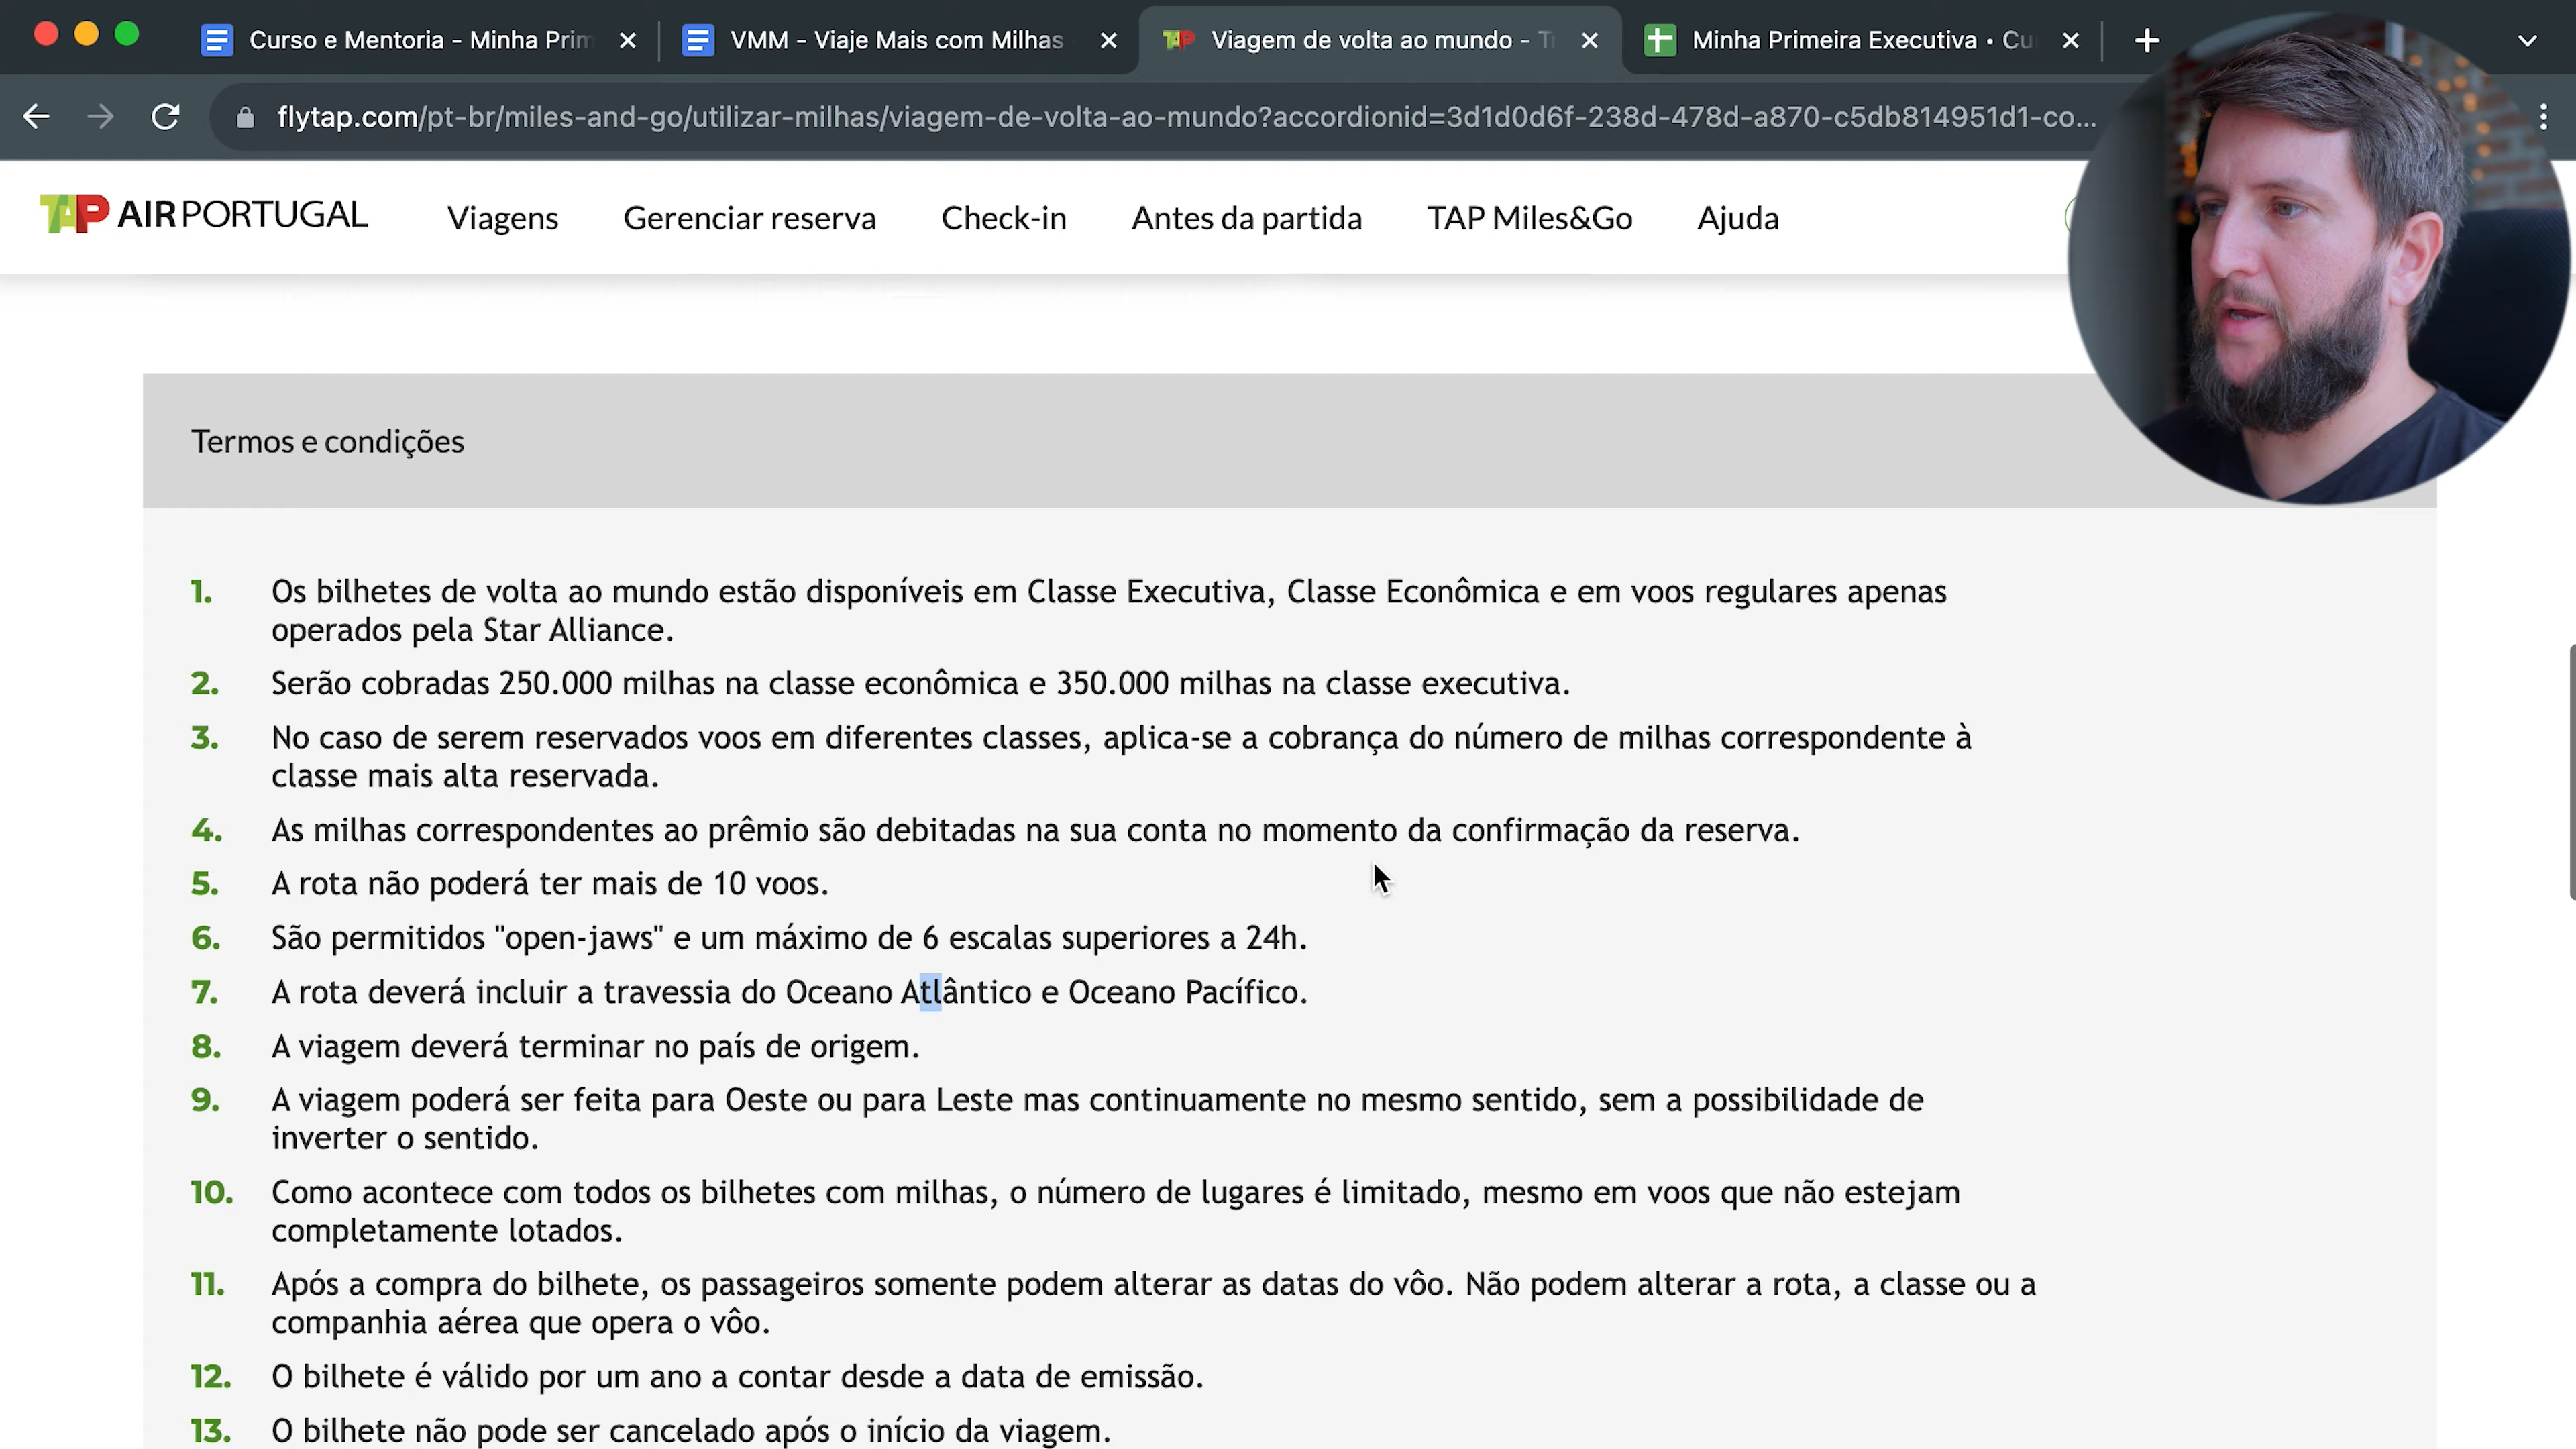 Curso e Mentoria - Minha Prim
VMM - Viaje Mais com Milhas
TAP Viagem de volta ao mundo - Tr
Minha Primeira Executiva • Cu
flytap.com/pt-br/miles-and-go/utilizar-milhas/viagem-de-volta-ao-mundo?accordionid=3d1d0d6f-238d-478d-a870-c5db814951d1-co...
TAP AIR PORTUGAL
Viagens
Gerenciar reserva
Check-in
Antes da partida
TAP Miles&Go
Ajuda
Termos e condições
1. Os bilhetes de volta ao mundo estão disponíveis em Classe Executiva, Classe Econômica e em voos regulares apenas
operados pela Star Alliance.
2. Serão cobradas 250.000 milhas na classe econômica e 350.000 milhas na classe executiva.
3. No caso de serem reservados voos em diferentes classes, aplica-se a cobrança do número de milhas correspondente à
classe mais alta reservada.
4. As milhas correspondentes ao prêmio são debitadas na sua conta no momento da confirmação da reserva.
5. A rota não poderá ter mais de 10 voos.
6. São permitidos "open-jaws" e um máximo de 6 escalas superiores a 24h.
7. A rota deverá incluir a travessia do Oceano Atlântico e Oceano Pacífico.
8. A viagem deverá terminar no país de origem.
9. A viagem poderá ser feita para Oeste ou para Leste mas continuamente no mesmo sentido, sem a possibilidade de
inverter o sentido.
10. Como acontece com todos os bilhetes com milhas, o número de lugares é limitado, mesmo em voos que não estejam
completamente lotados.
11. Após a compra do bilhete, os passageiros somente podem alterar as datas do vôo. Não podem alterar a rota, a classe ou a
companhia aérea que opera o vôo.
12. O bilhete é válido por um ano a contar desde a data de emissão.
13. O bilhete não pode ser cancelado após o início da viagem.